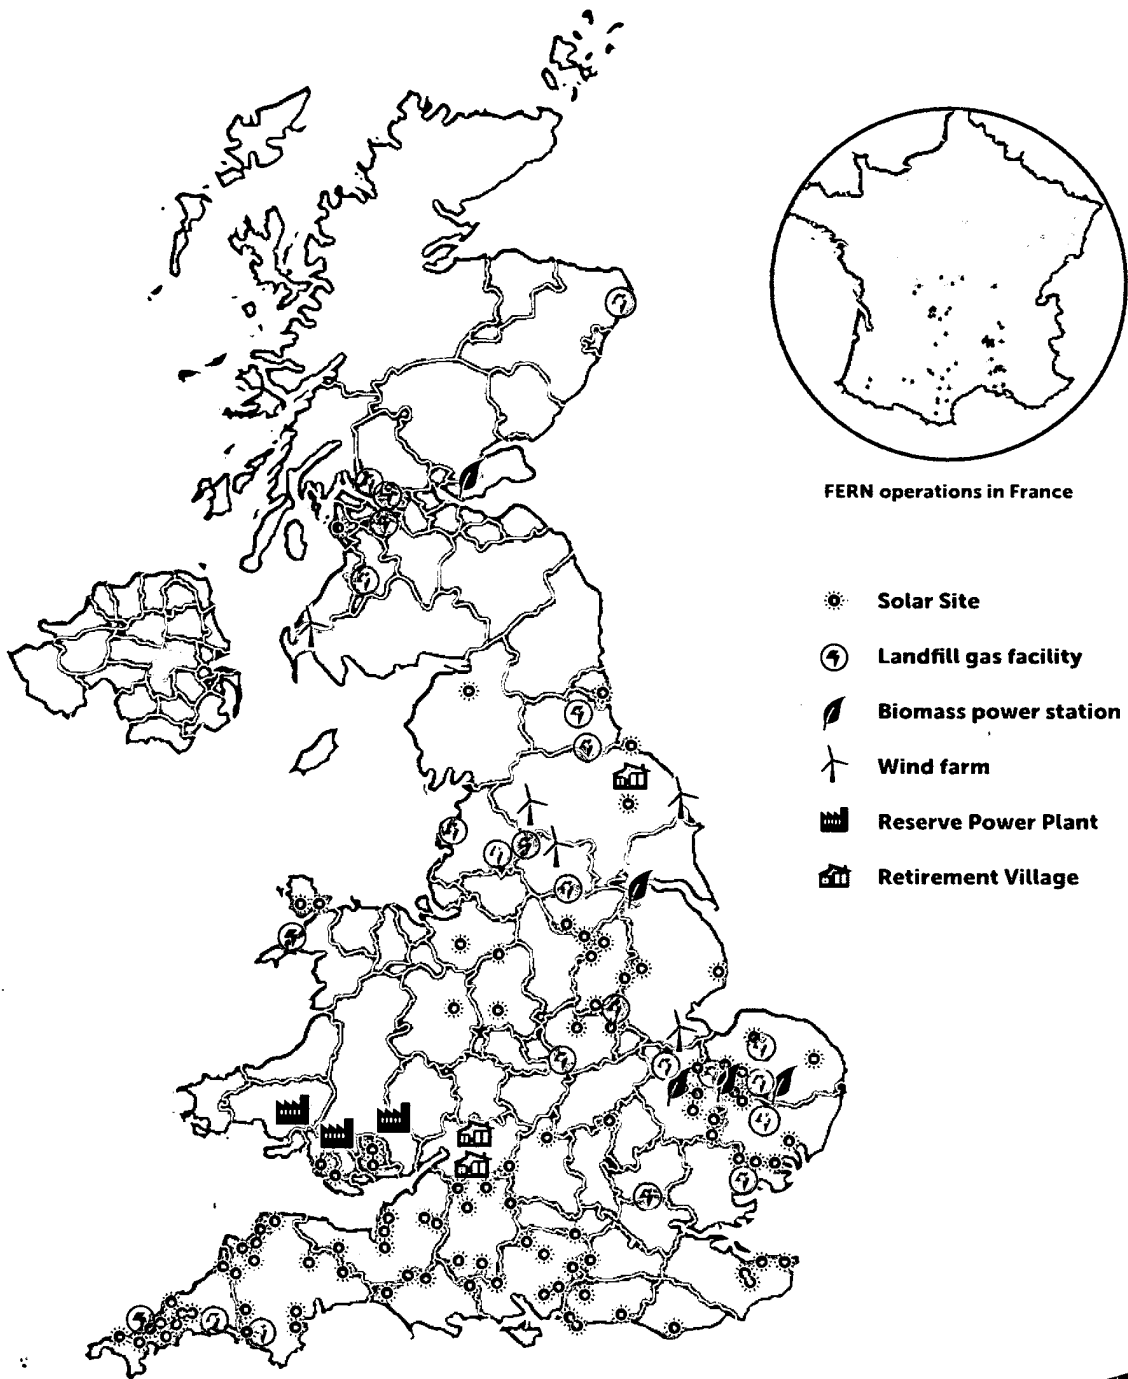 FERN operations in France
Solar Site
Landfill gas facility
Biomass power station
Wind farm
Reserve Power Plant
Retirement Village